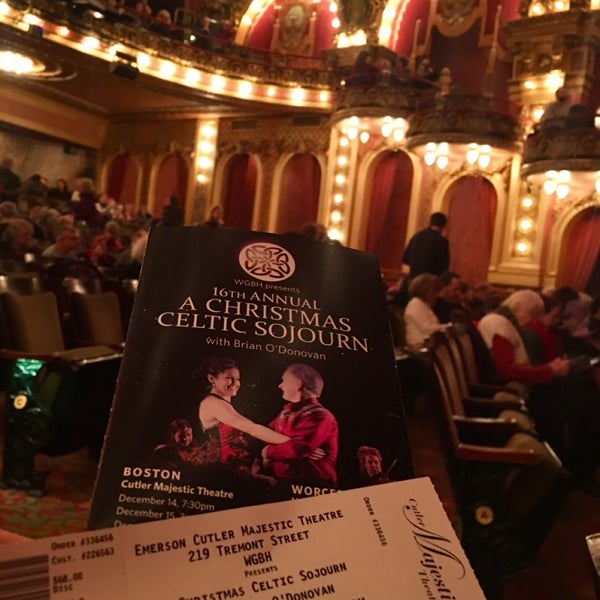 WGBH presents
16TH ANNUAL
A CHRISTMAS
CELTIC SOJOURN
with Brian O'Donovan
BOSTON
Cutler Majestic Theatre
December 14, 7:30pm
December 15,
WORC
ORDER #336456
CUST. #226563
$68.00
DISC
EMERSON CUTLER MAJESTIC THEATRE
219 TREMONT STREET
WGBH
PRESENTS
CHRISTMAS CELTIC SOJOURN
O'DONOVAN
ORDER #336456
Cutler
Majestic